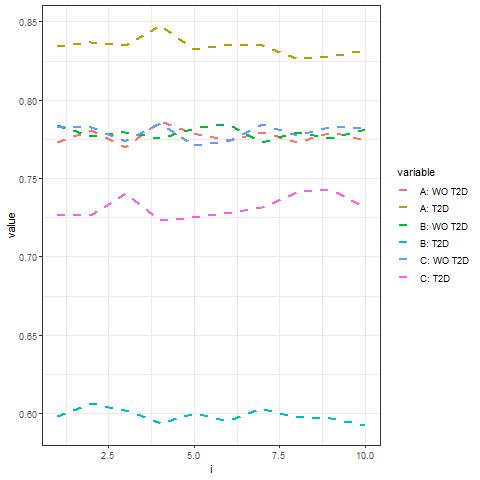 0.85
0.80
0.75
0.70
0.65
0.60
value
2.5 5.0 7.5 10.0
i
variable
A: WO T2D
A: T2D
B: WO T2D
B: T2D
C: WO T2D
C: T2D